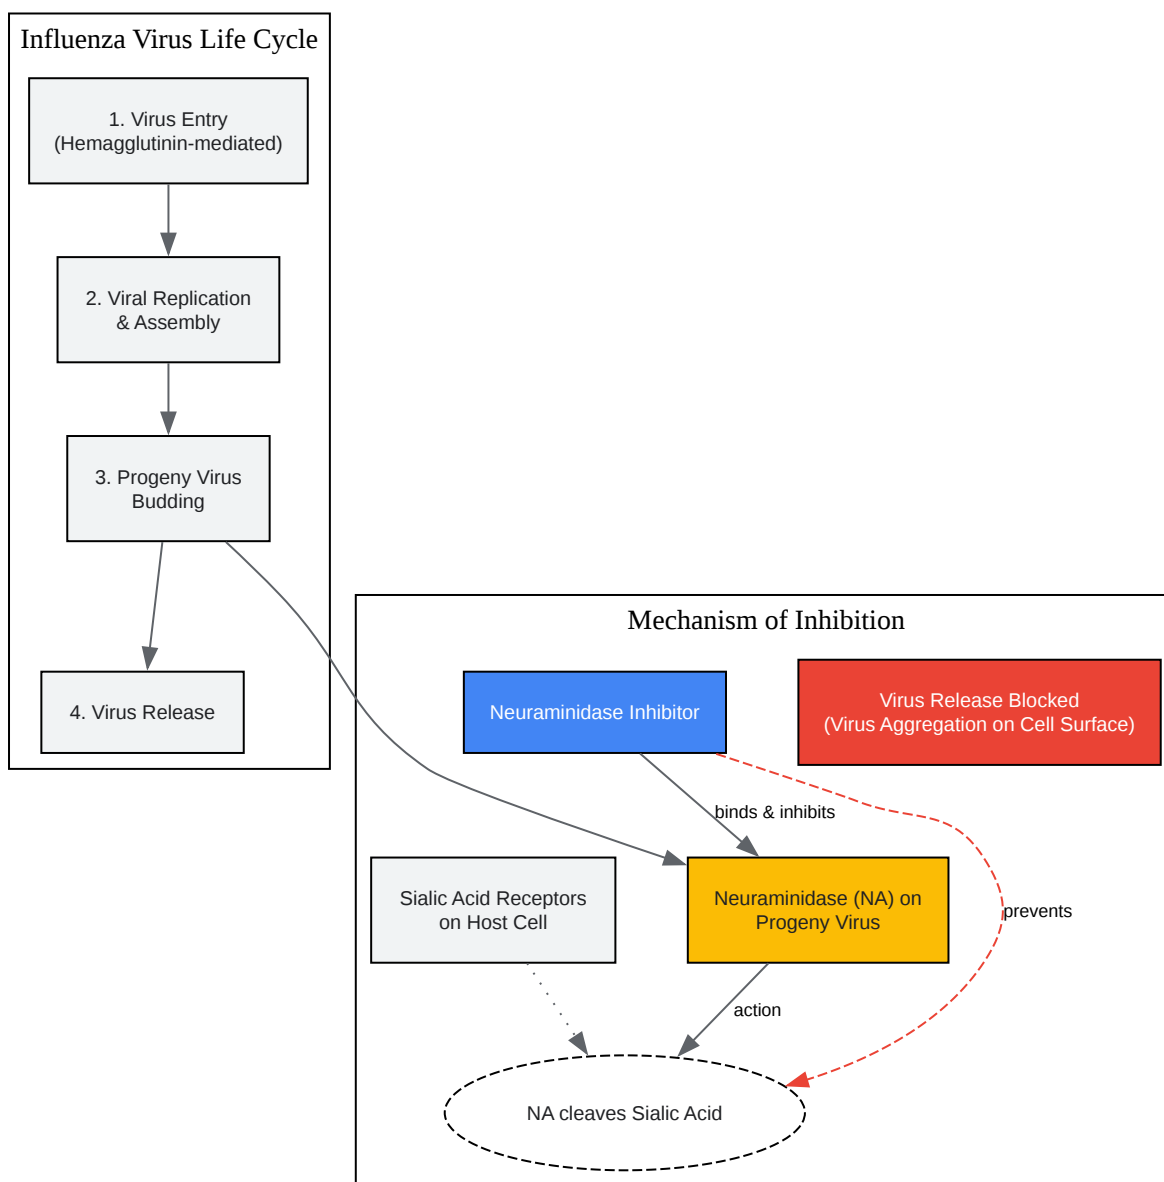 Influenza Virus Life Cycle
1. Virus Entry
(Hemagglutinin-mediated)
2. Viral Replication
& Assembly
3. Progeny Virus
Budding
4. Virus Release
Mechanism of Inhibition
Neuraminidase Inhibitor
Virus Release Blocked
(Virus Aggregation on Cell Surface)
binds & inhibits
Sialic Acid Receptors
on Host Cell
Neuraminidase (NA) on
Progeny Virus
prevents
action
NA cleaves Sialic Acid